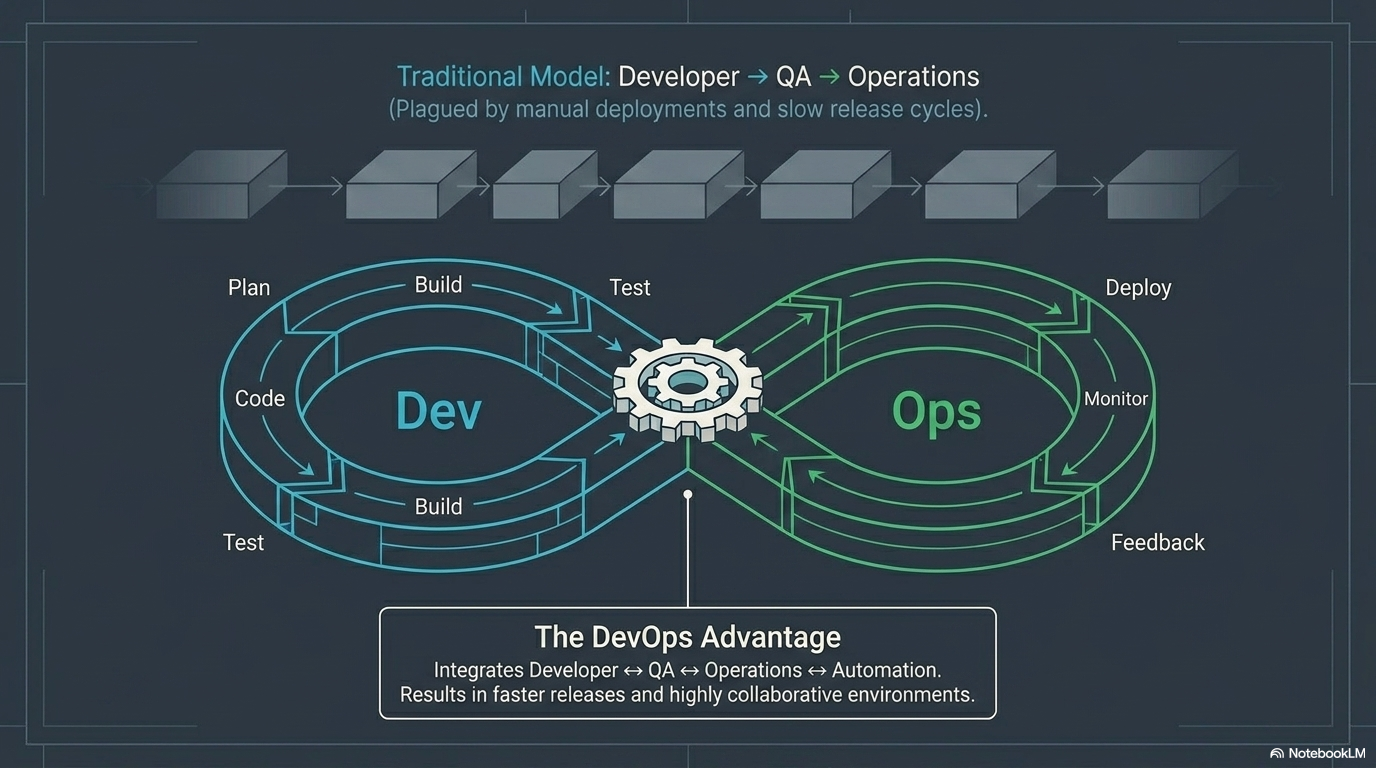 Traditional Model: Developer → QA → Operations
(Plagued by manual deployments and slow release cycles).
Plan
Build
Test
Deploy
Code
Dev
Ops
Monitor
Build
Test
Feedback
The DevOps Advantage
Integrates Developer ↔ QA ↔ Operations ↔ Automation.
Results in faster releases and highly collaborative environments.
NotebookLM